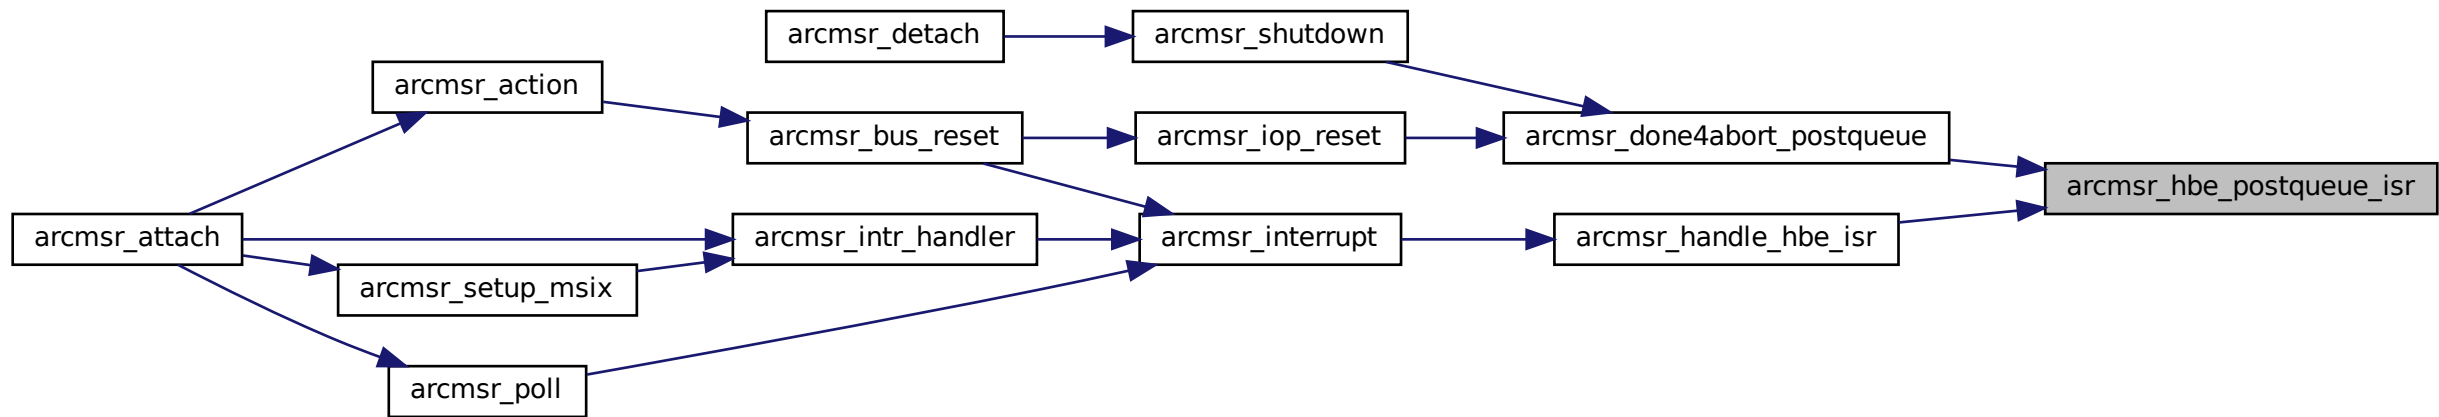 arcmsr_detach
arcmsr_shutdown
arcmsr_action
arcmsr_bus_reset
arcmsr_iop_reset
arcmsr_done4abort_postqueue
arcmsr_hbe_postqueue_isr
arcmsr_attach
arcmsr_intr_handler
arcmsr_interrupt
arcmsr_handle_hbe_isr
arcmsr_setup_msix
arcmsr_poll